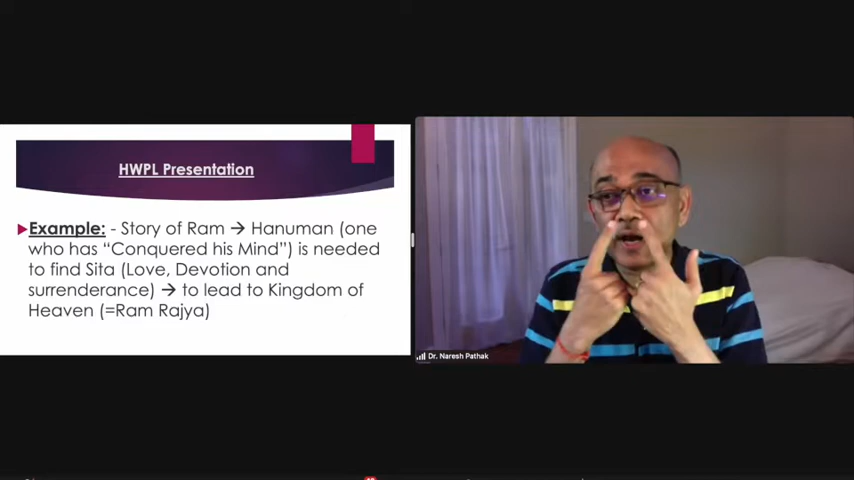 HWPL Presentation
Example: - Story of Ram → Hanuman (one
who has “Conquered his Mind”) is needed
to find Sita (Love, Devotion and
surrenderance) → to lead to Kingdom of
Heaven (=Ram Rajya)
Dr. Naresh Pathak